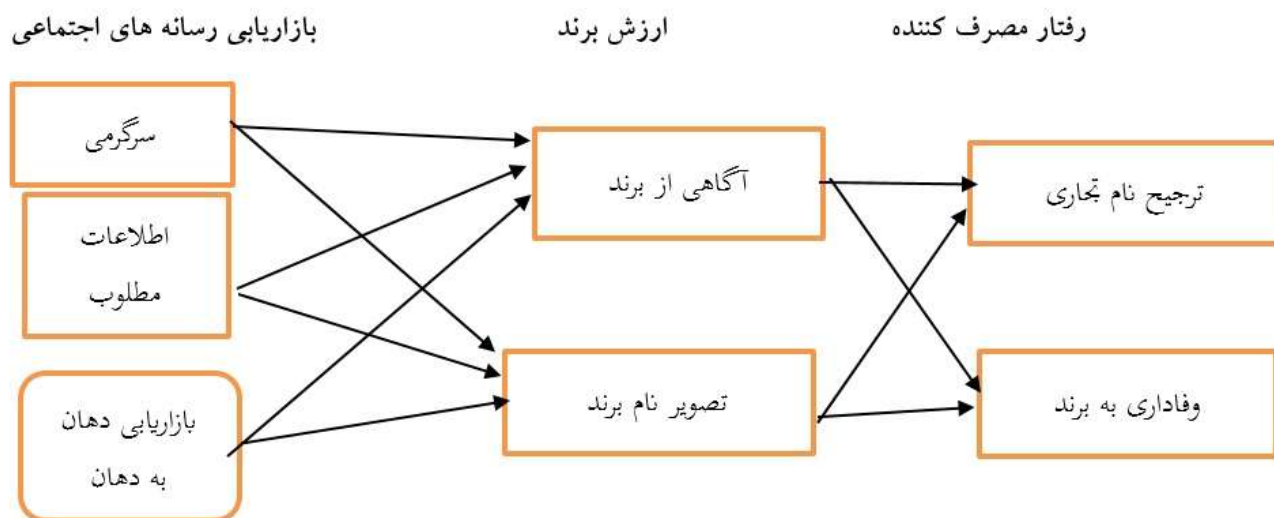 بازاریابی رسانه های اجتماعی
ارزش برند
رفتار مصرف کننده
سرگرمی
اطلاعات
مطلوب
بازاریابی دهان
به دهان
آگاهی از برند
تصویر نام برند
ترجیح نام تجاری
وفاداری به برند